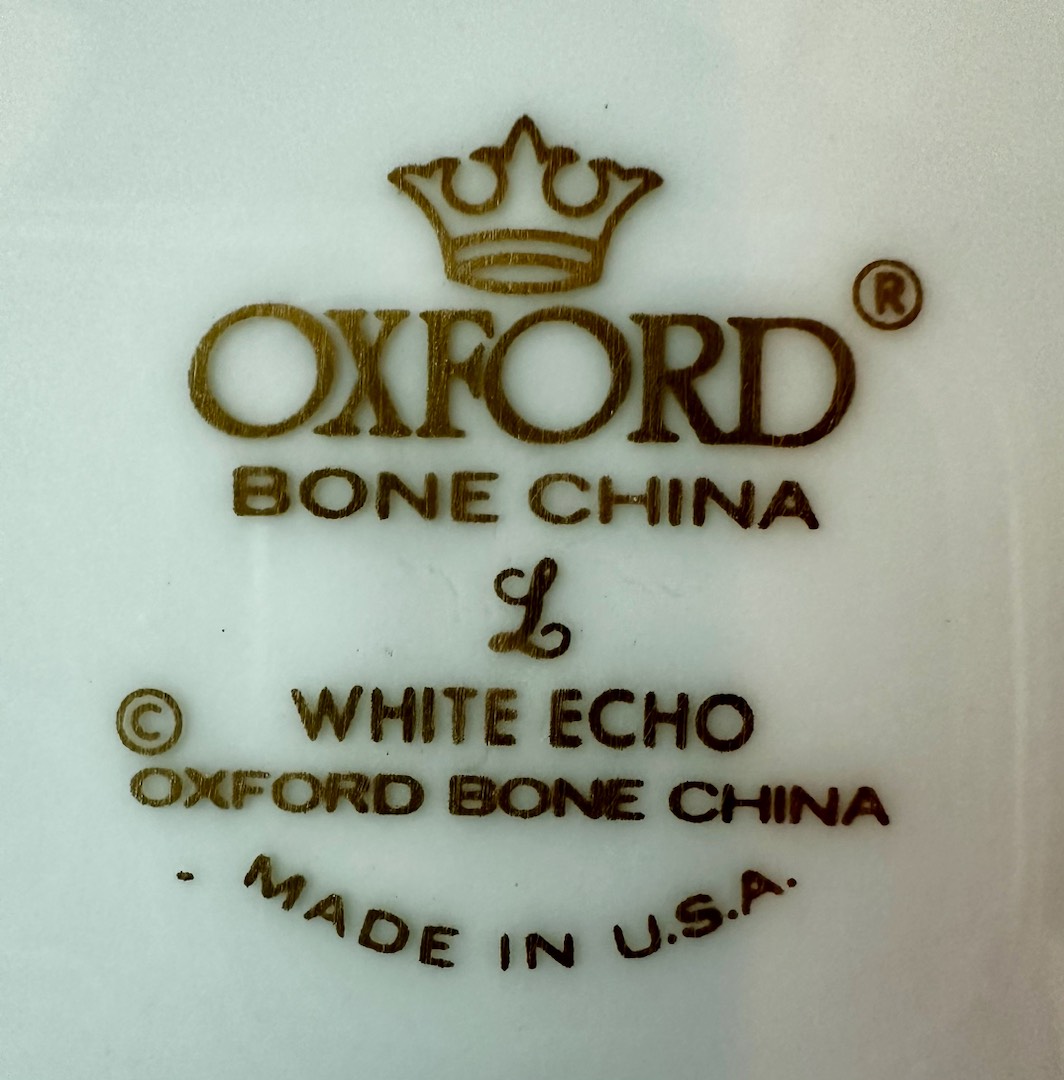 OXFORD ®
BONE CHINA
L
© WHITE ECHO
OXFORD BONE CHINA
- MADE IN U.S.A.